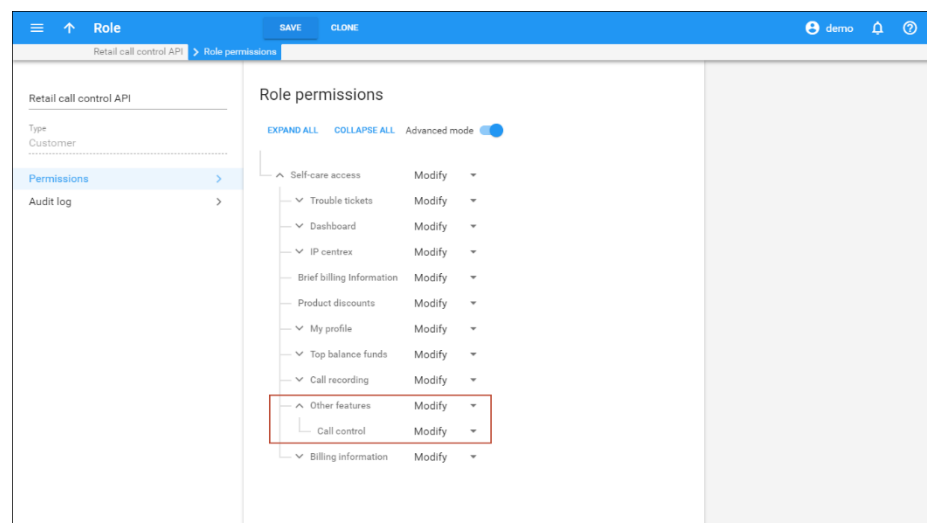 Role SAVE CLONE demo
Retail call control API Role permissions
Retail call control API
Type
Customer
Permissions
Audit log
Role permissions
EXPAND ALL COLLAPSE ALL Advanced mode
Self-care access Modify
Trouble tickets Modify
Dashboard Modify
IP centrex Modify
Brief billing Information Modify
Product discounts Modify
My profile Modify
Top balance funds Modify
Call recording Modify
Other features Modify
Call control Modify
Billing information Modify